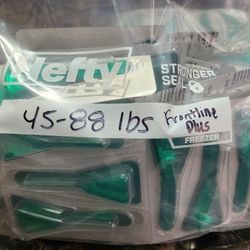 Hefty
STRONGER
SEAL
45-88 lbs Frontline
Plus
FREEZER